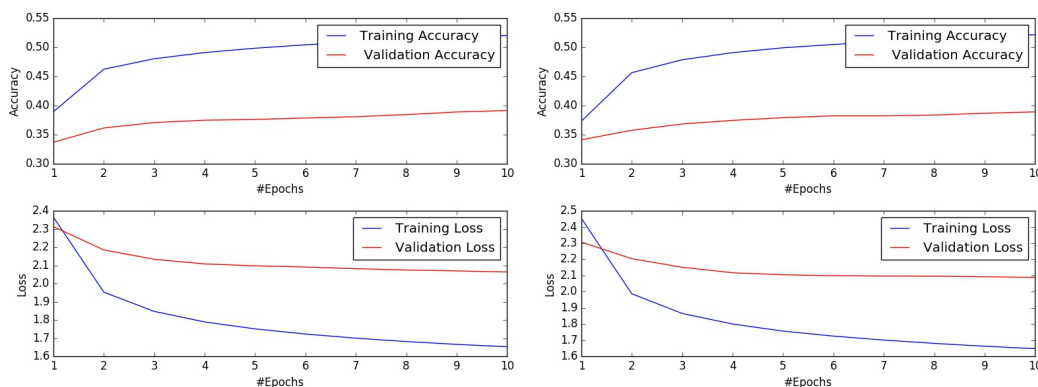 0.55
0.50
0.45
0.40
0.35
0.30
Accuracy
Training Accuracy
Validation Accuracy
1 2 3 4 5 6 7 8 9 10
#Epochs
0.55
0.50
0.45
0.40
0.35
0.30
Accuracy
Training Accuracy
Validation Accuracy
1 2 3 4 5 6 7 8 9 10
#Epochs
2.4
2.3
2.2
2.1
2.0
1.9
1.8
1.7
1.6
Loss
Training Loss
Validation Loss
1 2 3 4 5 6 7 8 9 10
#Epochs
2.5
2.4
2.3
2.2
2.1
2.0
1.9
1.8
1.7
1.6
Loss
Training Loss
Validation Loss
1 2 3 4 5 6 7 8 9 10
#Epochs